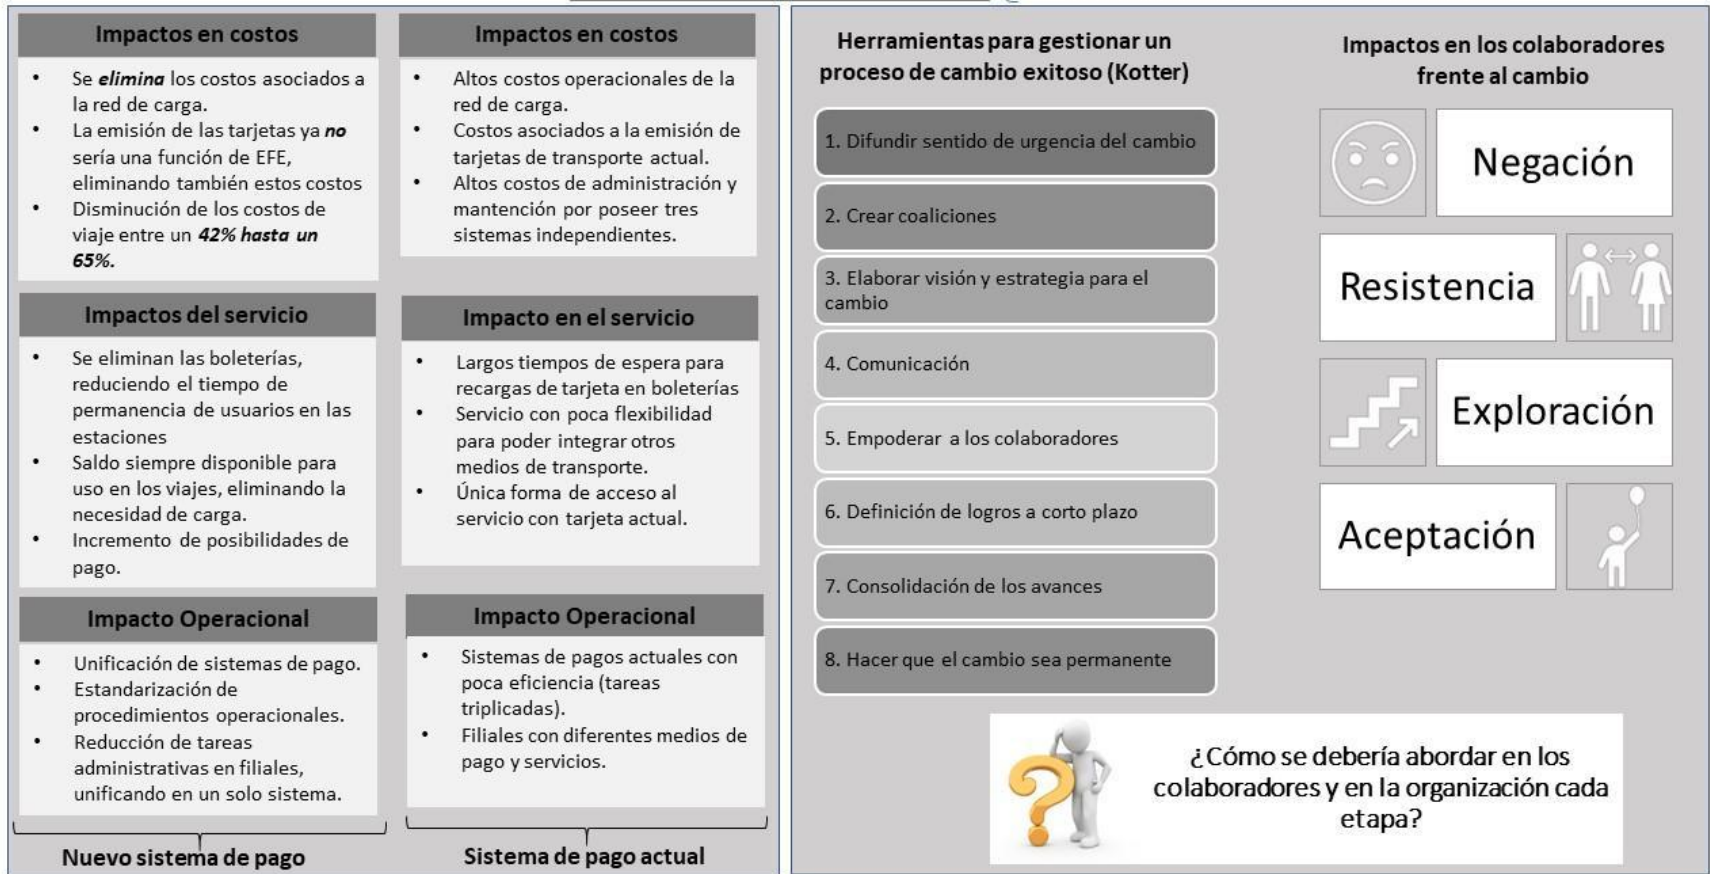 Impactos en costos
• Se elimina los costos asociados a
la red de carga.
• La emisión de las tarjetas ya no
sería una función de EFE,
eliminando también estos costos
• Disminución de los costos de
viaje entre un 42% hasta un
65%.
Impactos del servicio
• Se eliminan las boleterías,
reduciendo el tiempo de
permanencia de usuarios en las
estaciones
• Saldo siempre disponible para
uso en los viajes, eliminando la
necesidad de carga.
• Incremento de posibilidades de
pago.
Impacto Operacional
• Unificación de sistemas de pago.
• Estandarización de
procedimientos operacionales.
• Reducción de tareas
administrativas en filiales,
unificando en un solo sistema.
Nuevo sistema de pago
Impactos en costos
• Altos costos operacionales de la
red de carga.
• Costos asociados a la emisión de
tarjetas de transporte actual.
• Altos costos de administración y
mantención por poseer tres
sistemas independientes.
Impacto en el servicio
• Largos tiempos de espera para
recargas de tarjeta en boleterías
• Servicio con poca flexibilidad
para poder integrar otros
medios de transporte.
• Única forma de acceso al
servicio con tarjeta actual.
Impacto Operacional
• Sistemas de pagos actuales con
poca eficiencia (tareas
triplicadas).
• Filiales con diferentes medios de
pago y servicios.
Sistema de pago actual
Herramientas para gestionar un
proceso de cambio exitoso (Kotter)
1. Difundir sentido de urgencia del cambio
2. Crear coaliciones
3. Elaborar visión y estrategia para el
cambio
4. Comunicación
5. Empoderar a los colaboradores
6. Definición de logros a corto plazo
7. Consolidación de los avances
8. Hacer que el cambio sea permanente
Impactos en los colaboradores
frente al cambio
Negación
Resistencia
Exploración
Aceptación
¿Cómo se debería abordar en los
colaboradores y en la organización cada
etapa?